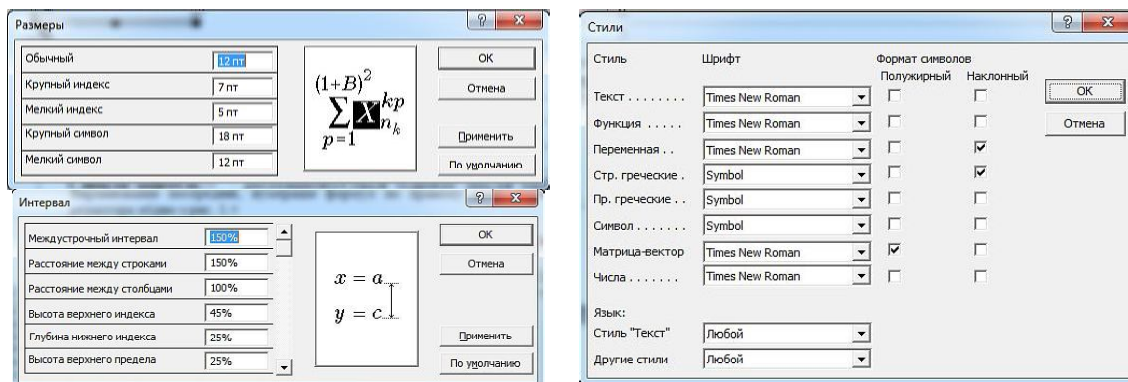 Размеры
Обычный 12 пт
Крупный индекс 7 пт
Мелкий индекс 5 пт
Крупный символ 18 пт
Мелкий символ 12 пт
(1+B)^2
∑ X^{kp}_{n_k}
p=1
OK
Отмена
Применить
По умолчанию
Интервал
Междустрочный интервал 150%
Расстояние между строками 150%
Расстояние между столбцами 100%
Высота верхнего индекса 45%
Глубина нижнего индекса 25%
Высота верхнего предела 25%
x = a
y = c
OK
Отмена
Применить
По умолчанию
Стили
Стиль Шрифт Формат символов
Полужирный Наклонный
Текст . . . . . . . . Times New Roman
Функция . . . . . Times New Roman
Переменная . . Times New Roman
Стр. греческие . Symbol
Пр. греческие . . Symbol
Символ . . . . . . . Symbol
Матрица-вектор Times New Roman
Числа . . . . . . . Times New Roman
Язык:
Стиль "Текст" Любой
Другие стили Любой
OK
Отмена